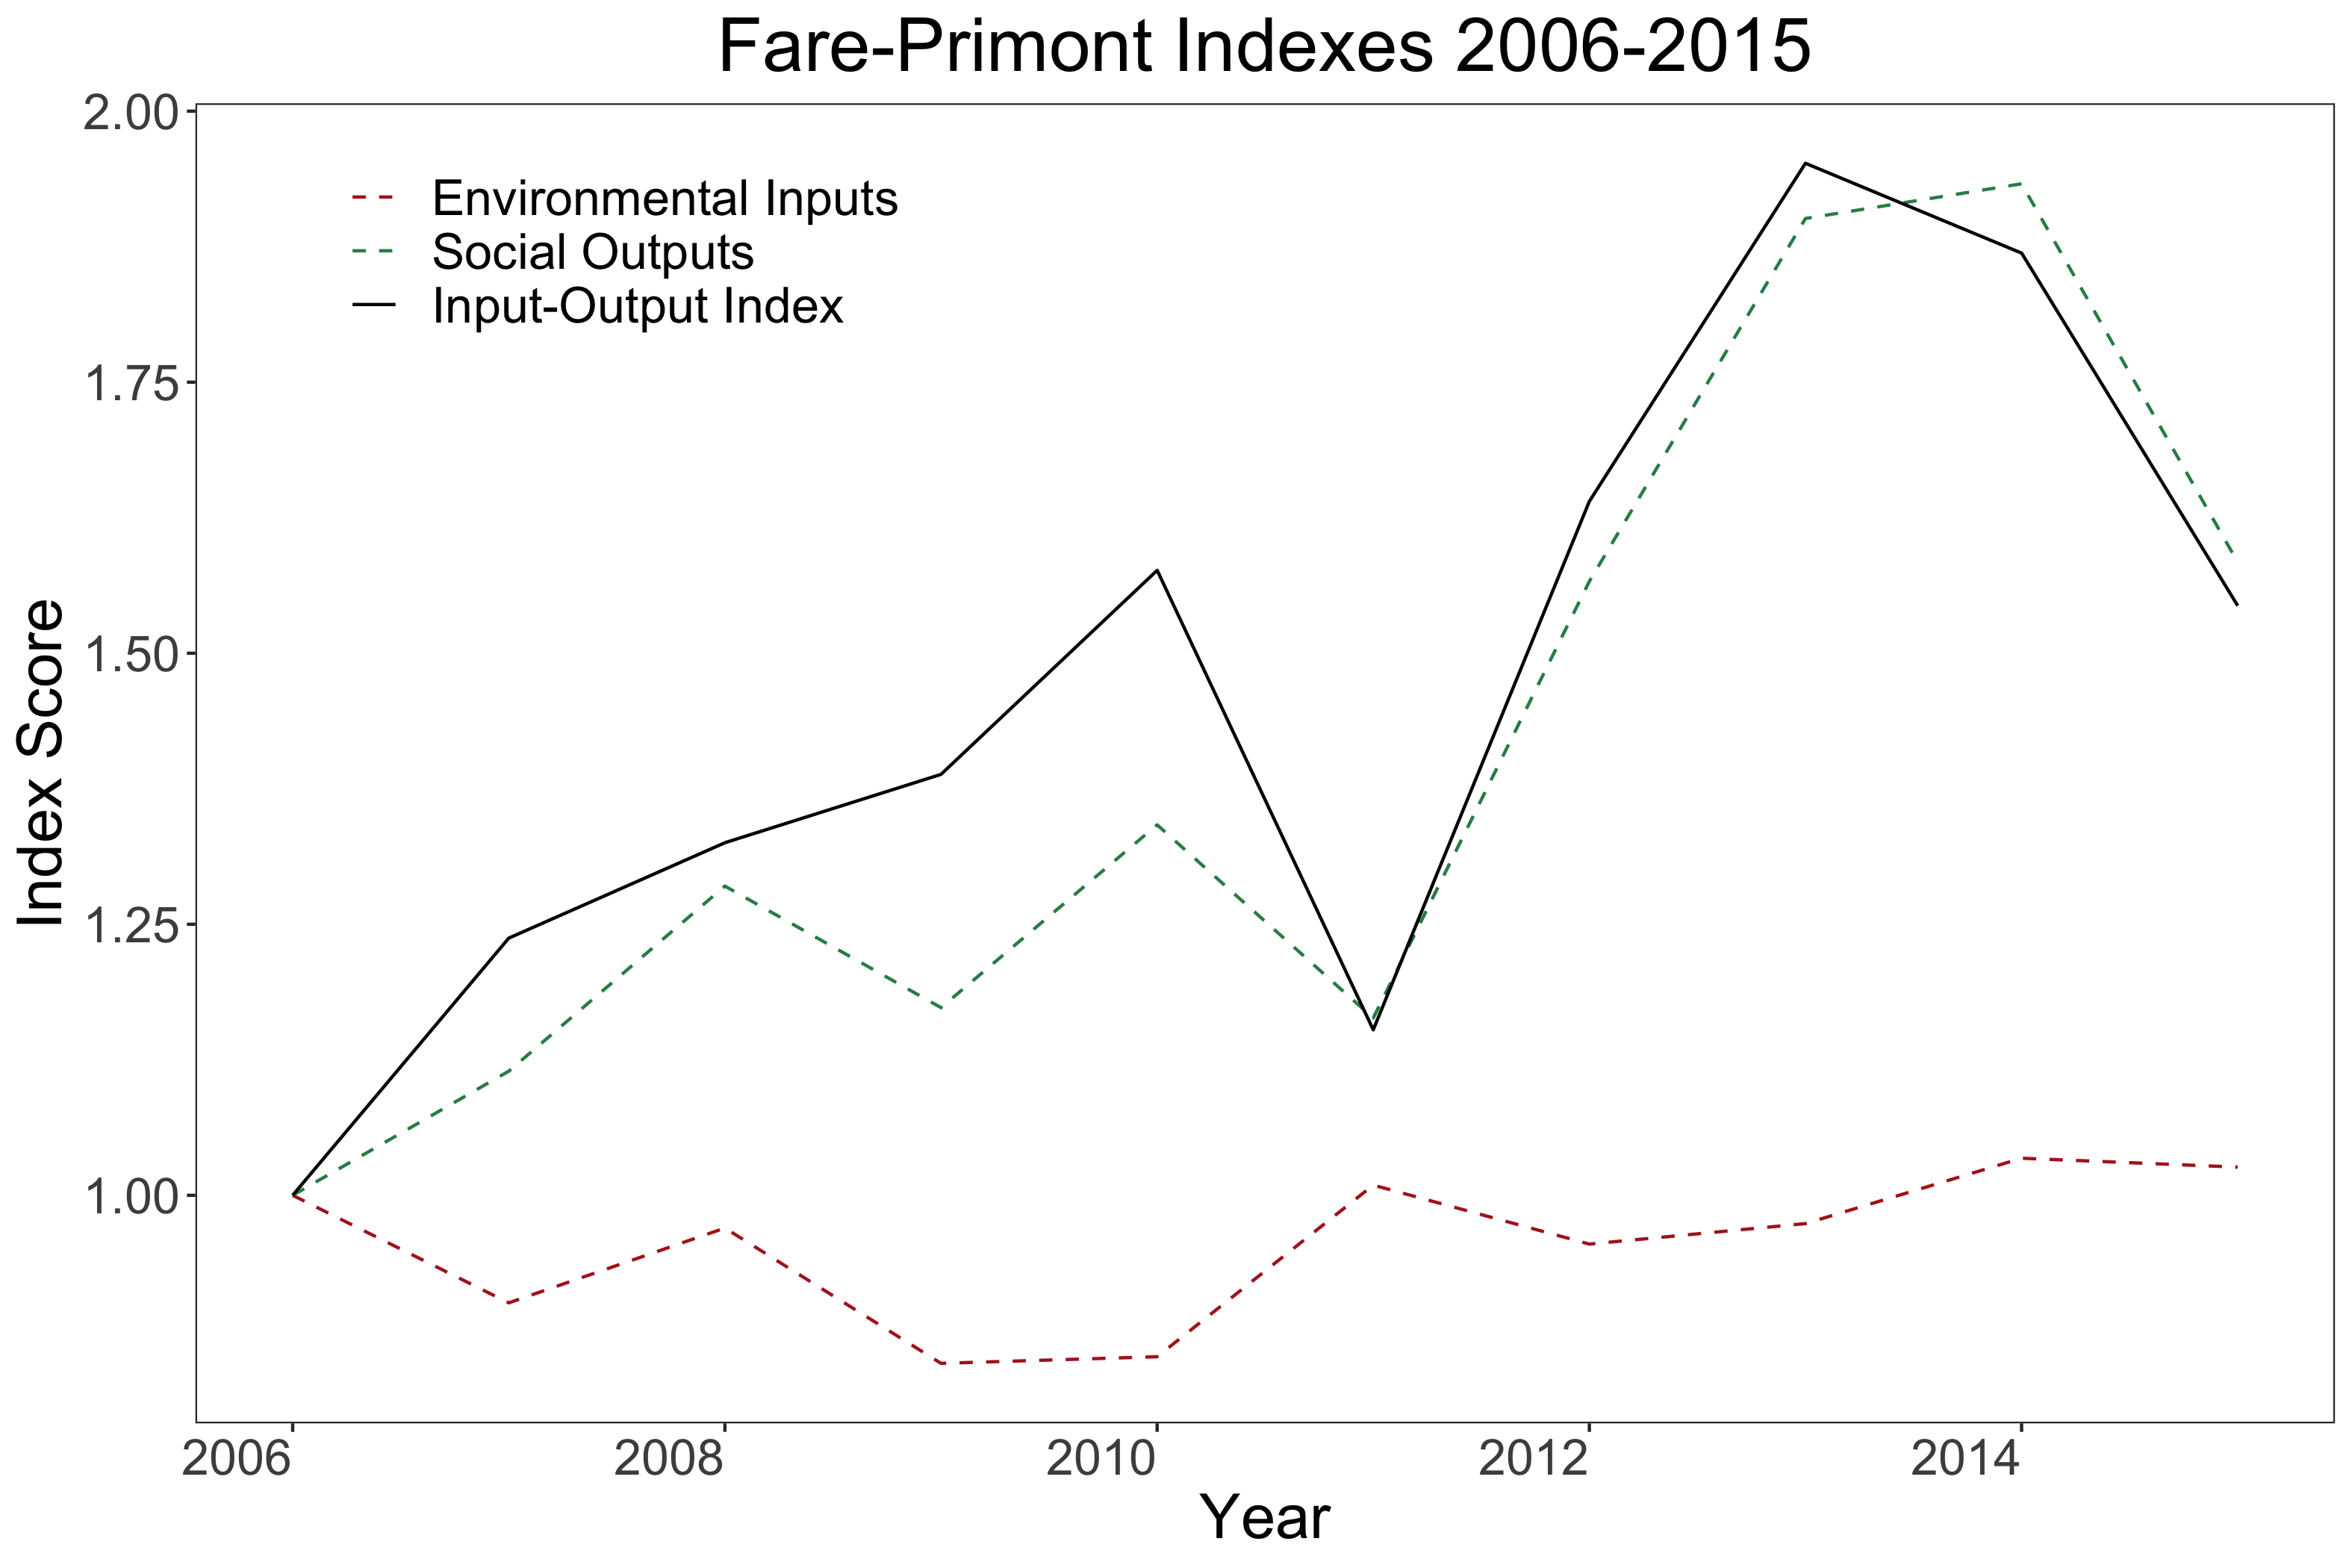 Fare-Primont Indexes 2006-2015
2.00
1.75
1.50
1.25
1.00
Index Score
Environmental Inputs
Social Outputs
Input-Output Index
2006 2008 2010 2012 2014
Year